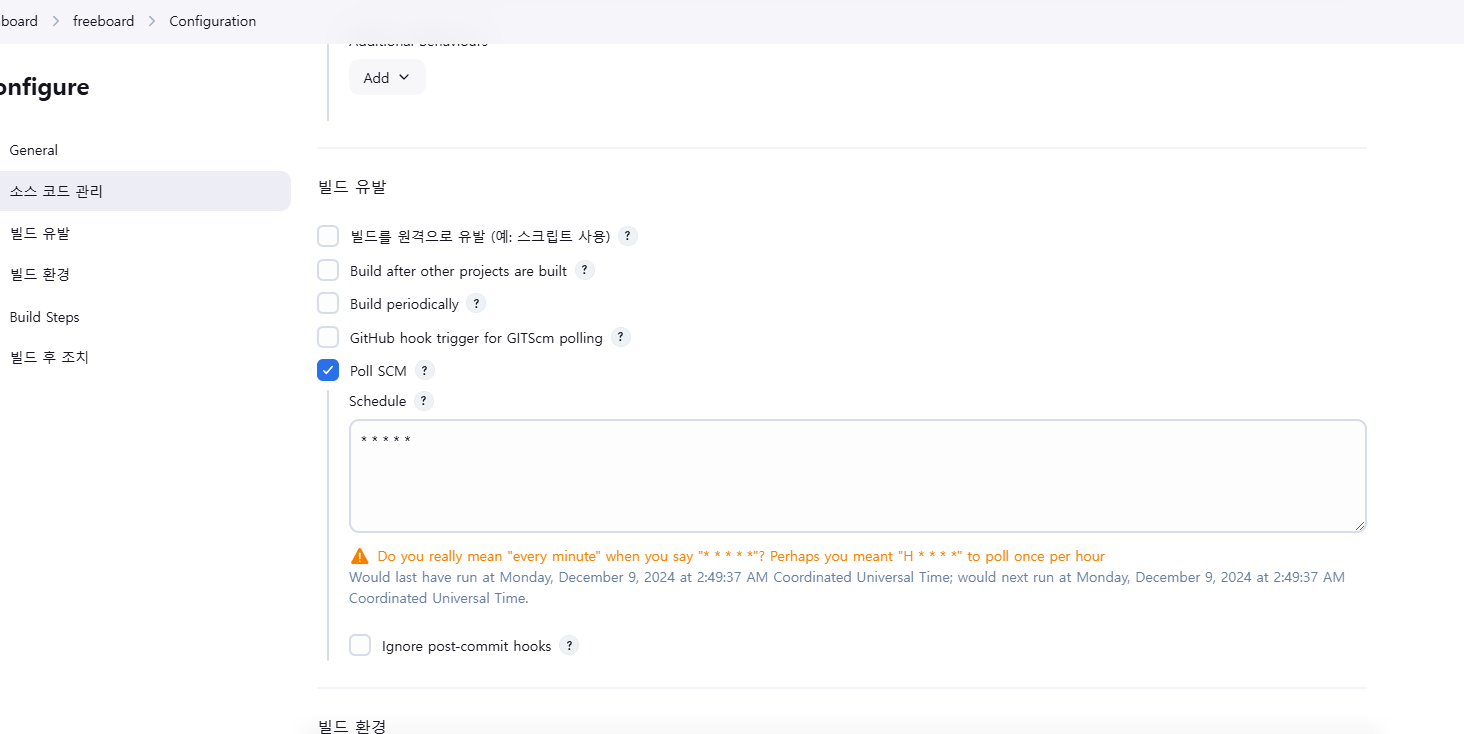 board > freeboard > Configuration
Additional Behaviours
Add
onfigure
General
소스 코드 관리
빌드 유발
빌드 환경
Build Steps
빌드 후 조치
빌드 유발
빌드를 원격으로 유발 (예: 스크립트 사용) ?
Build after other projects are built ?
Build periodically ?
GitHub hook trigger for GITScm polling ?
Poll SCM ?
Schedule ?
* * * * *
Do you really mean "every minute" when you say "* * * * *"? Perhaps you meant "H * * * *" to poll once per hour
Would last have run at Monday, December 9, 2024 at 2:49:37 AM Coordinated Universal Time; would next run at Monday, December 9, 2024 at 2:49:37 AM
Coordinated Universal Time.
Ignore post-commit hooks ?
빌드 환경